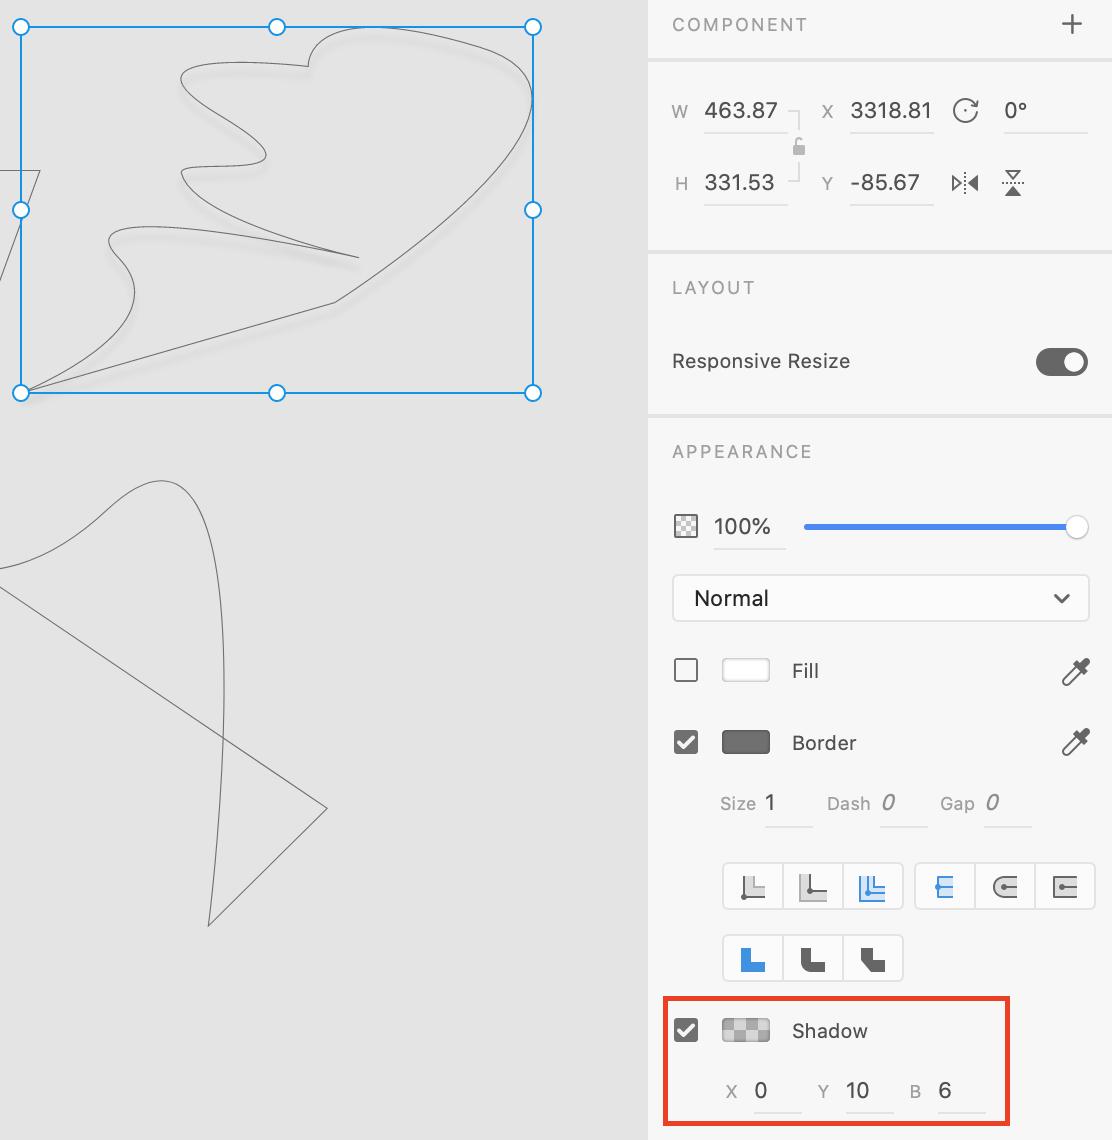 COMPONENT
W 463.87 X 3318.81 0°
H 331.53 Y -85.67
LAYOUT
Responsive Resize
APPEARANCE
100%
Normal
Fill
Border
Size 1 Dash 0 Gap 0
Shadow
X 0 Y 10 B 6